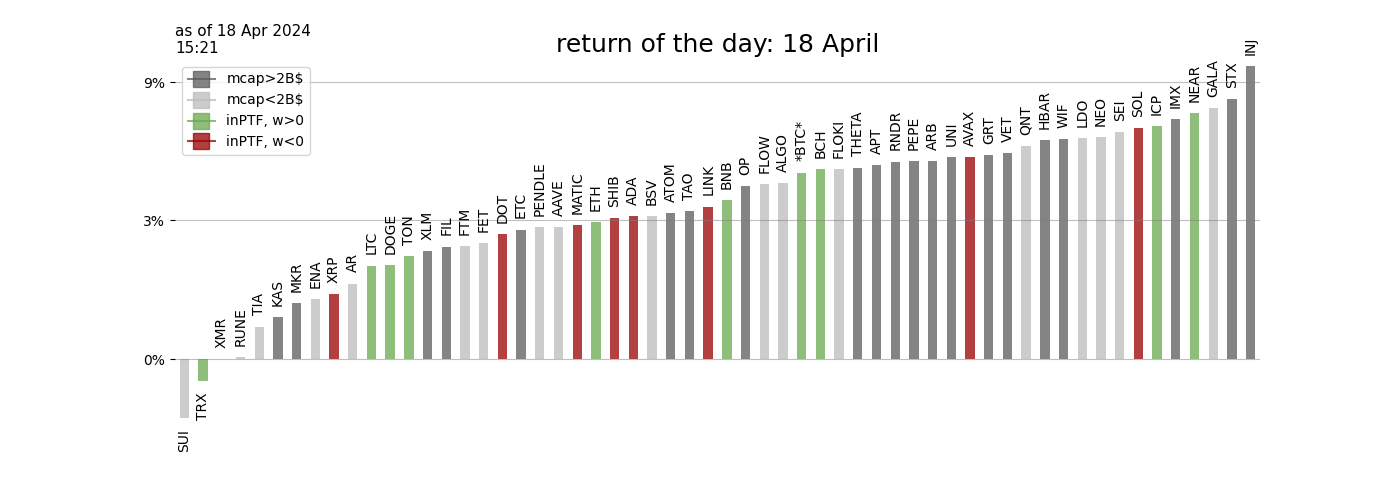 as of 18 Apr 2024
15:21
return of the day: 18 April
mcap>2B$
mcap<2B$
inPTF, w>0
inPTF, w<0
9%
3%
0%
SUI
TRX
XMR
RUNE
TIA
KAS
MKR
ENA
XRP
AR
LTC
DOGE
TON
XLM
FIL
FTM
FET
DOT
ETC
PENDLE
AAVE
MATIC
ETH
SHIB
ADA
BSV
ATOM
TAO
LINK
BNB
OP
FLOW
ALGO
*BTC*
BCH
FLOKI
THETA
APT
RNDR
PEPE
ARB
UNI
AVAX
GRT
VET
QNT
HBAR
WIF
LDO
NEO
SEI
SOL
ICP
IMX
NEAR
GALA
STX
INJ